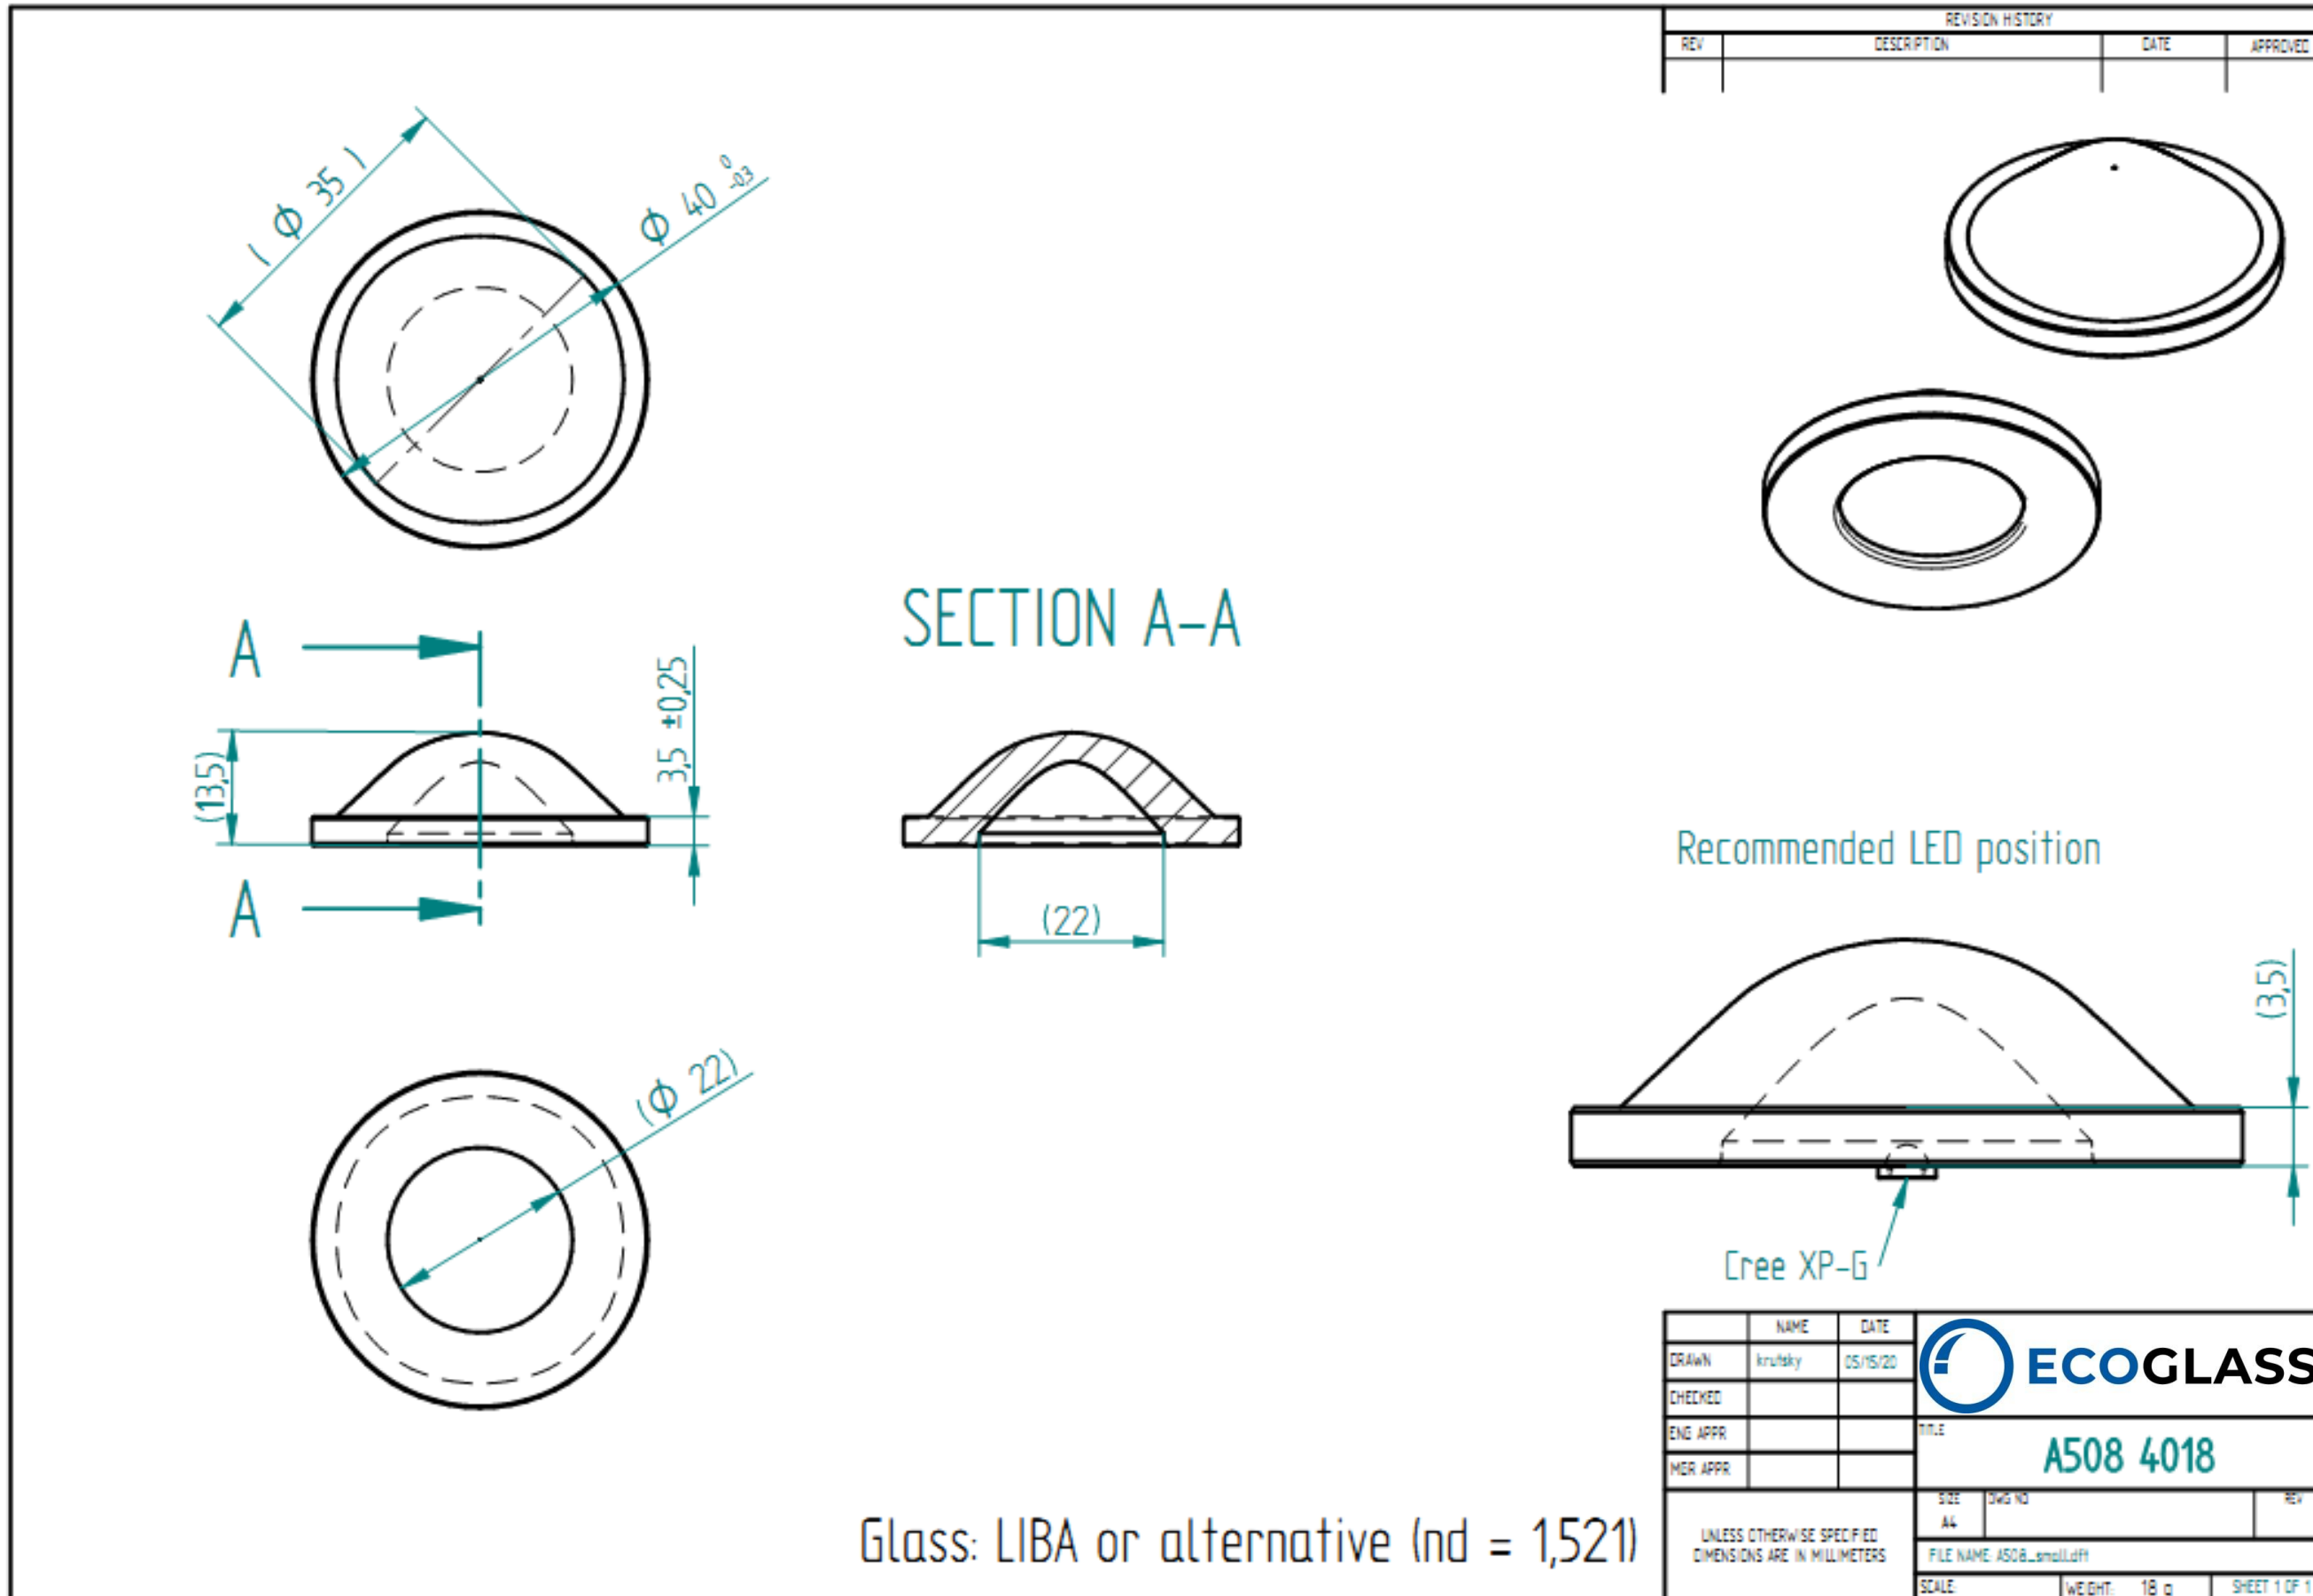 REVISION HISTORY
REV DESCRIPTION DATE APPROVED
( Φ 35 )
Φ 40 0 -0,3
SECTION A-A
A
3,5 ±0,25
(13,5)
A
(22)
Recommended LED position
(3,5)
Cree XP-G
(Φ 22)
NAME DATE
DRAWN krutsky 05/15/20
CHECKED
ENG APPR
MGR APPR
ECOGLASS
TITLE
A508 4018
SIZE DWG NO REV
A4
UNLESS OTHERWISE SPECIFIED
DIMENSIONS ARE IN MILLIMETERS
FILE NAME: A508_small.dft
SCALE: WEIGHT: 18 g SHEET 1 OF 1
Glass: LIBA or alternative (nd = 1,521)